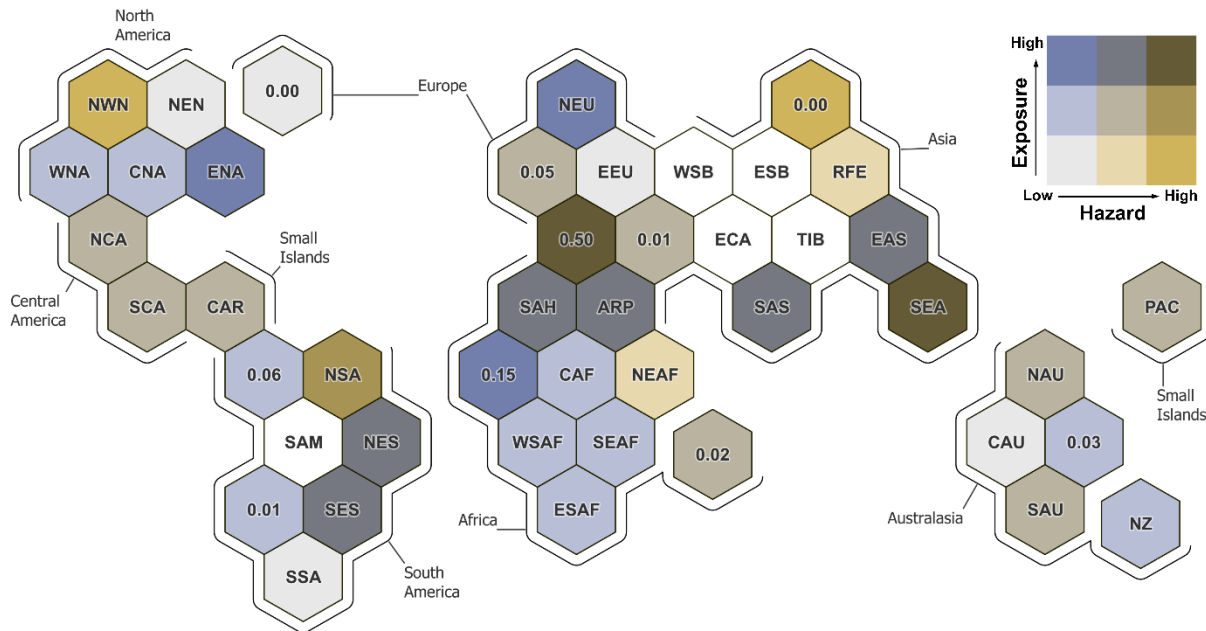 North
America
NWN
NEN
0.00
WNA
CNA
ENA
NCA
Small
Islands
Central
America
SCA
CAR
0.06
NSA
SAM
NES
0.01
SES
SSA
South
America
Europe
NEU
0.00
Asia
0.05
EEU
WSB
ESB
RFE
0.50
0.01
ECA
TIB
EAS
SAH
ARP
SAS
SEA
0.15
CAF
NEAF
WSAF
SEAF
0.02
Africa
ESAF
High
Exposure
Low
High
Hazard
PAC
Small
Islands
NAU
CAU
0.03
SAU
NZ
Australasia